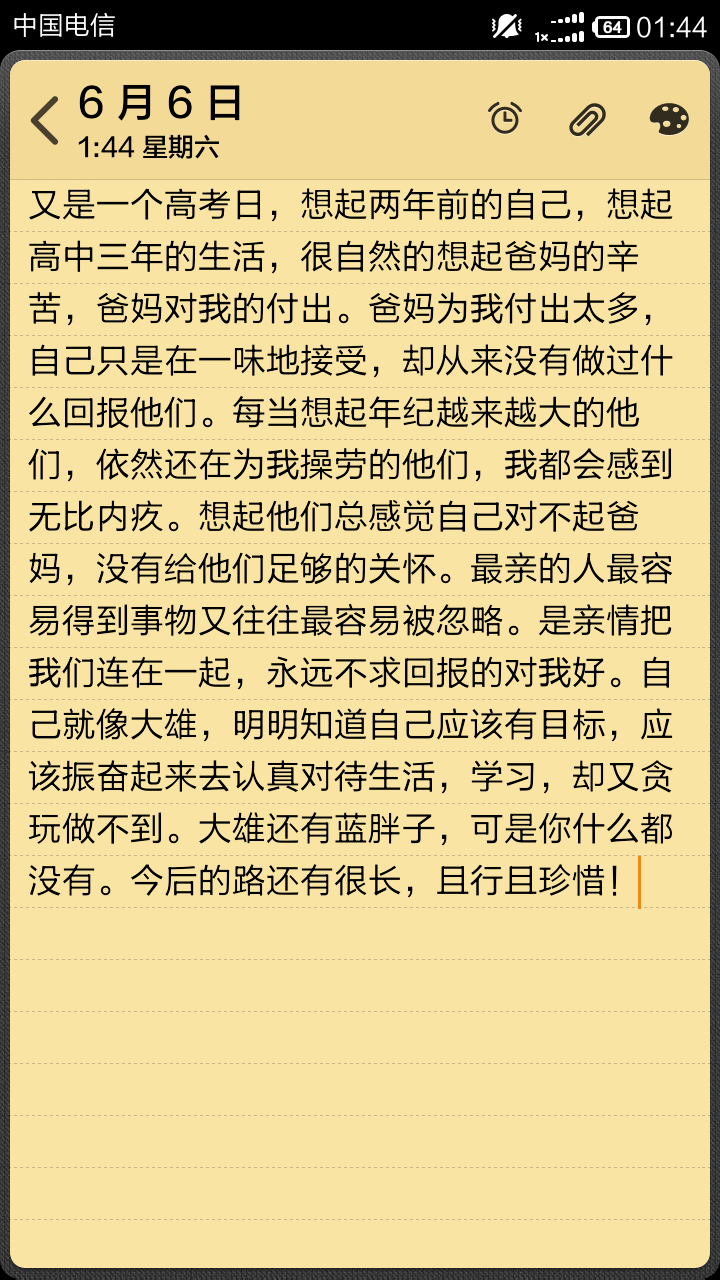 中国电信 1× 64 01:44
6月6日
1:44 星期六
又是一个高考日，想起两年前的自己，想起
高中三年的生活，很自然的想起爸妈的辛
苦，爸妈对我的付出。爸妈为我付出太多，
自己只是在一味地接受，却从来没有做过什
么回报他们。每当想起年纪越来越大的他
们，依然还在为我操劳的他们，我都会感到
无比内疚。想起他们总感觉自己对不起爸
妈，没有给他们足够的关怀。最亲的人最容
易得到事物又往往最容易被忽略。是亲情把
我们连在一起，永远不求回报的对我好。自
己就像大雄，明明知道自己应该有目标，应
该振奋起来去认真对待生活，学习，却又贪
玩做不到。大雄还有蓝胖子，可是你什么都
没有。今后的路还有很长，且行且珍惜！